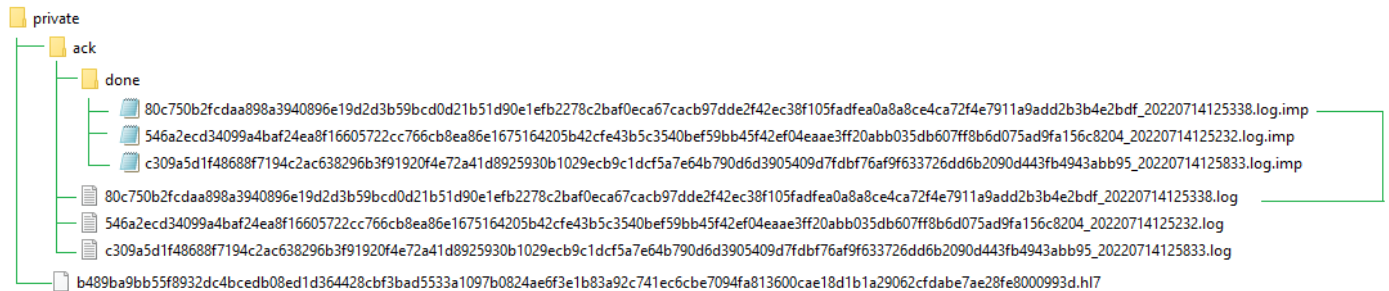 private
ack
done
80c750b2fcdaa898a3940896e19d2d3b59bcd0d21b51d90e1efb2278c2baf0eca67cacb97dde2f42ec38f105fadfea0a8a8ce4ca72f4e7911a9add2b3b4e2bdf_20220714125338.log.imp
546a2ecd34099a4baf24ea8f16605722cc766cb8ea86e1675164205b42cfe43b5c3540bef59bb45f42ef04eaae3ff20abb035db607ff8b6d075ad9fa156c8204_20220714125232.log.imp
c309a5d1f48688f7194c2ac638296b3f91920f4e72a41d8925930b1029ecb9c1dcf5a7e64b790d6d3905409d7fdbf76af9f633726dd6b2090d443fb4943abb95_20220714125833.log.imp
80c750b2fcdaa898a3940896e19d2d3b59bcd0d21b51d90e1efb2278c2baf0eca67cacb97dde2f42ec38f105fadfea0a8a8ce4ca72f4e7911a9add2b3b4e2bdf_20220714125338.log
546a2ecd34099a4baf24ea8f16605722cc766cb8ea86e1675164205b42cfe43b5c3540bef59bb45f42ef04eaae3ff20abb035db607ff8b6d075ad9fa156c8204_20220714125232.log
c309a5d1f48688f7194c2ac638296b3f91920f4e72a41d8925930b1029ecb9c1dcf5a7e64b790d6d3905409d7fdbf76af9f633726dd6b2090d443fb4943abb95_20220714125833.log
b489ba9bb55f8932dc4bcedb08ed1d364428cbf3bad5533a1097b0824ae6f3e1b83a92c741ec6cbe7094fa813600cae18d1b1a29062cfdabe7ae28fe8000993d.hl7